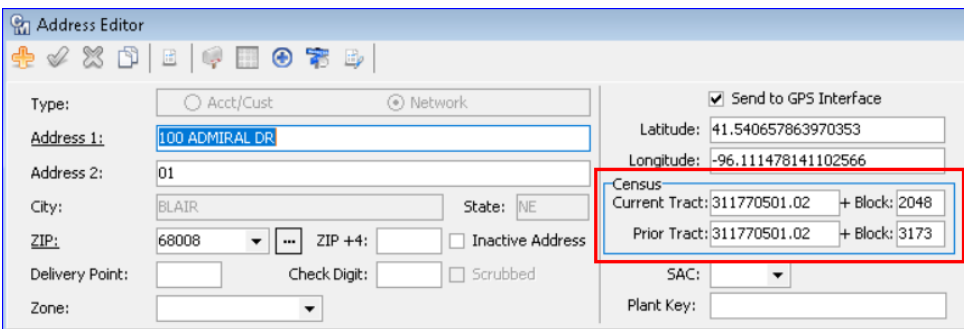 Address Editor
Type: Acct/Cust Network
Address 1: 100 ADMIRAL DR
Address 2: 01
City: BLAIR State: NE
ZIP: 68008 ... ZIP +4: Inactive Address
Delivery Point: Check Digit: Scrubbed
Zone:
Send to GPS Interface
Latitude: 41.540657863970353
Longitude: -96.111478141102566
Census
Current Tract: 311770501.02 + Block: 2048
Prior Tract: 311770501.02 + Block: 3173
SAC:
Plant Key: